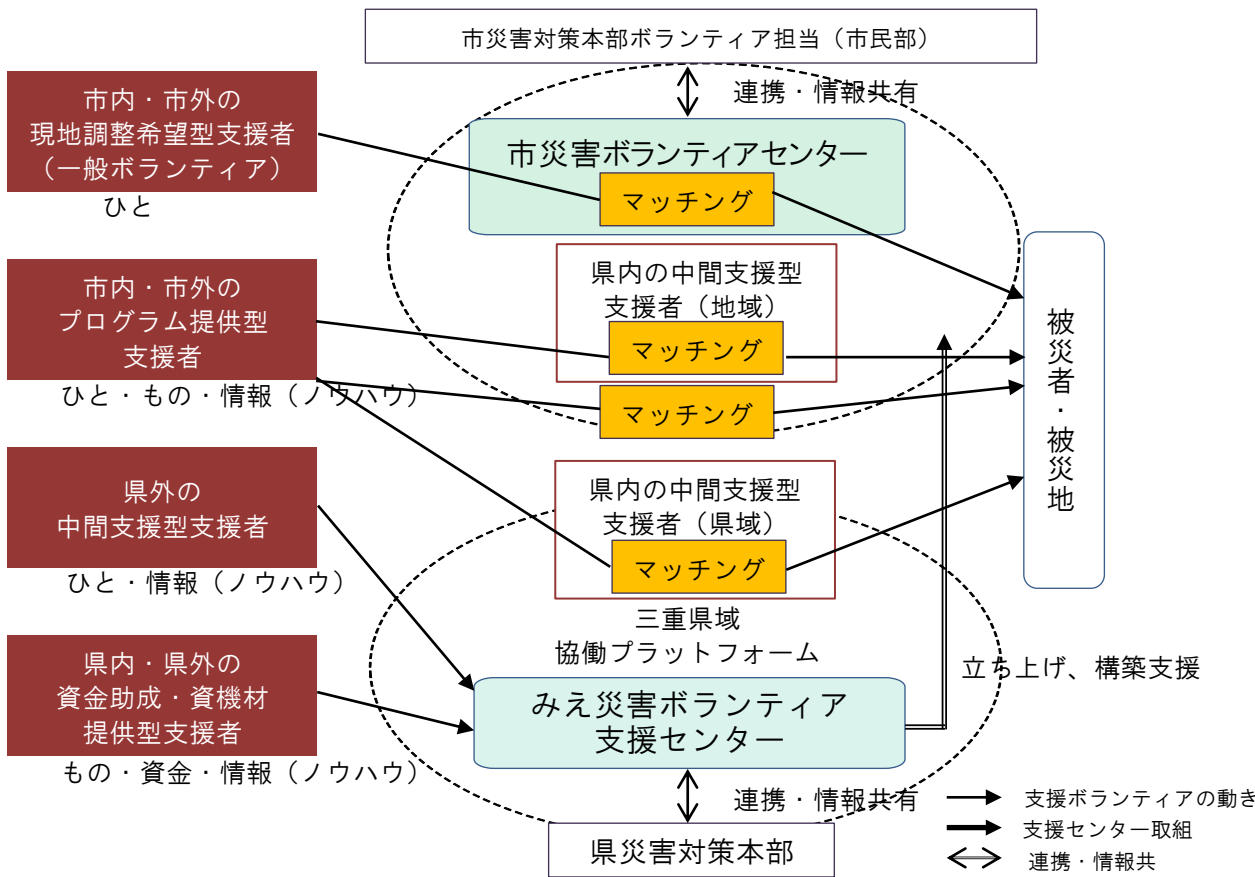 市災害対策本部ボランティア担当（市民部）
連携・情報共有
市内・市外の
現地調整希望型支援者
（一般ボランティア）
ひと
市災害ボランティアセンター
マッチング
市内・市外の
プログラム提供型
支援者
ひと・もの・情報（ノウハウ）
県内の中間支援型
支援者（地域）
マッチング
マッチング
被災者・被災地
県外の
中間支援型支援者
ひと・情報（ノウハウ）
県内の中間支援型
支援者（県域）
マッチング
三重県域
協働プラットフォーム
県内・県外の
資金助成・資機材
提供型支援者
もの・資金・情報（ノウハウ）
みえ災害ボランティア
支援センター
立ち上げ、構築支援
連携・情報共有
県災害対策本部
支援ボランティアの動き
支援センター取組
連携・情報共